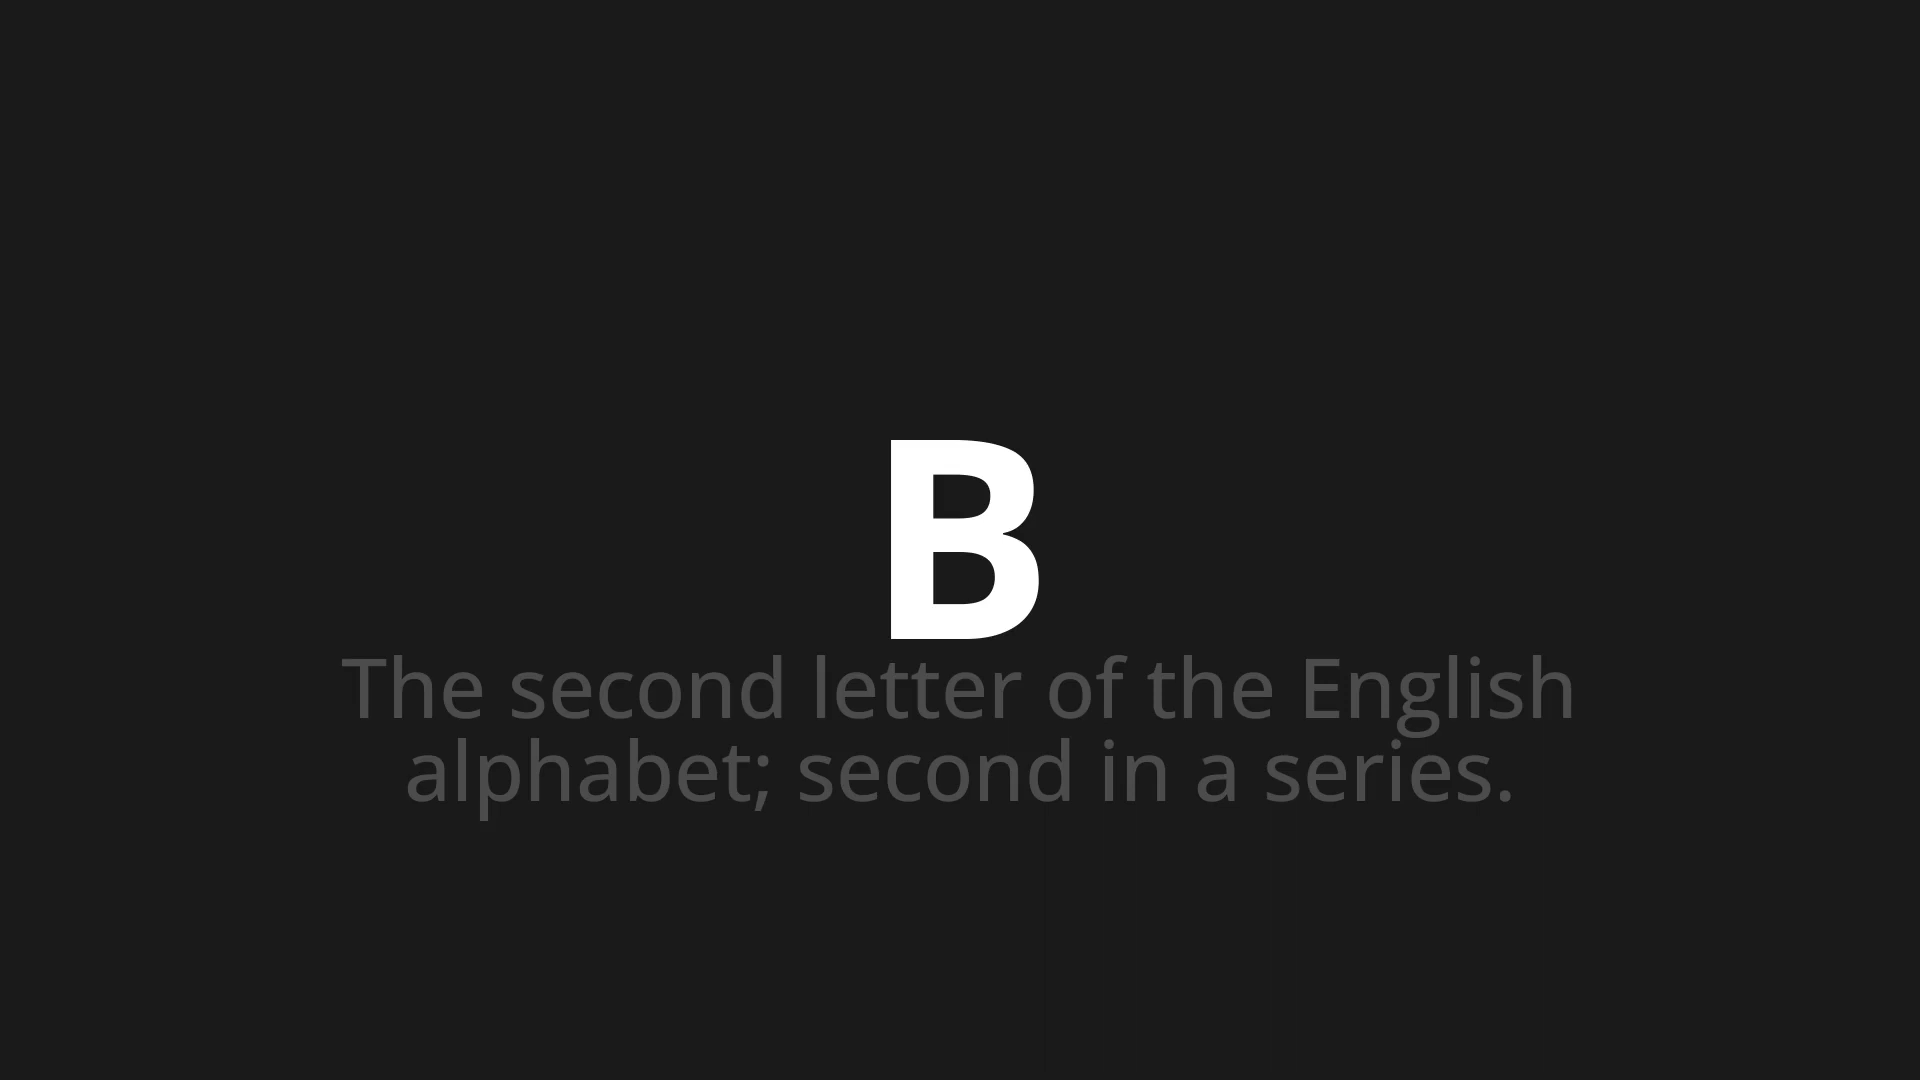 B
The second letter of the English
alphabet; second in a series.